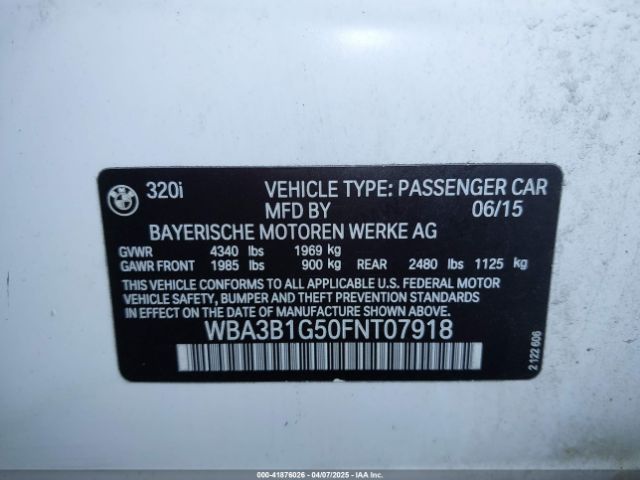 320i VEHICLE TYPE: PASSENGER CAR
MFD BY 06/15
BAYERISCHE MOTOREN WERKE AG
GVWR 4340 lbs 1969 kg
GAWR FRONT 1985 lbs 900 kg REAR 2480 lbs 1125 kg
THIS VEHICLE CONFORMS TO ALL APPLICABLE U.S. FEDERAL MOTOR
VEHICLE SAFETY, BUMPER AND THEFT PREVENTION STANDARDS IN
EFFECT ON THE DATE OF MANUFACTURE SHOWN ABOVE.
WBA3B1G50FNT07918
2 122 606
000-41876026 - 04/07/2025 - IAA Inc.